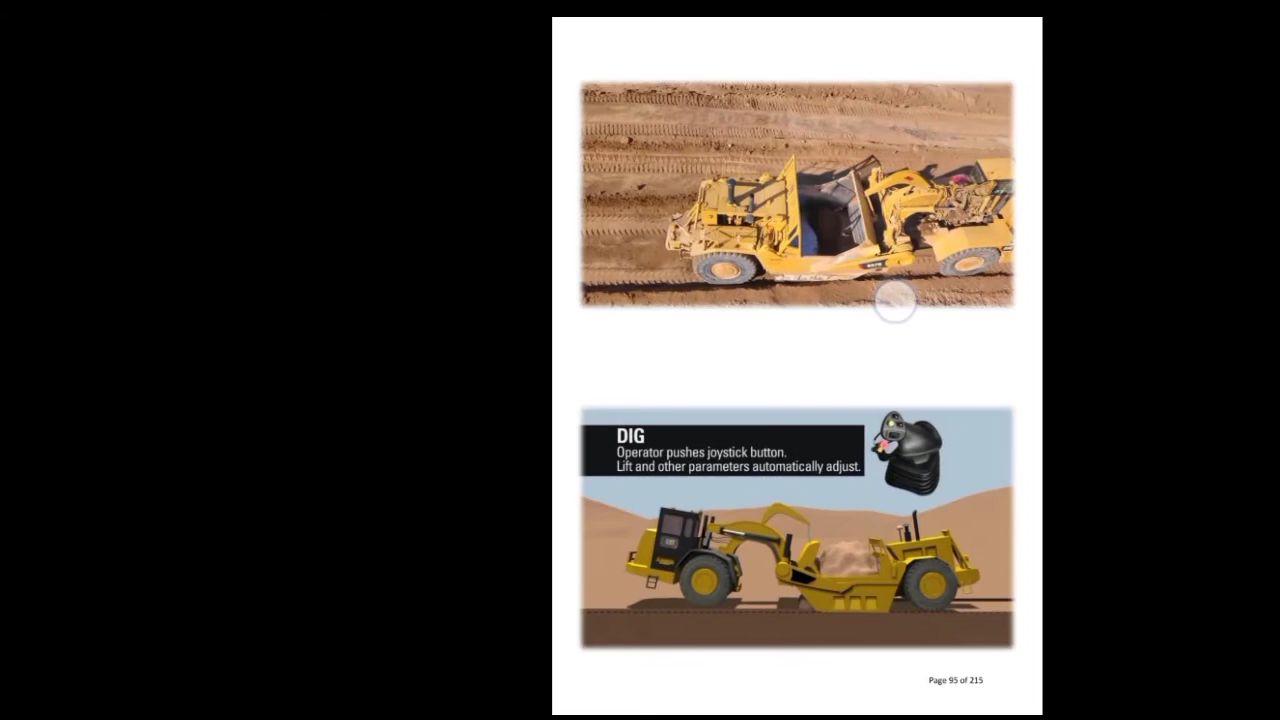 DIG
Operator pushes joystick button.
Lift and other parameters automatically adjust.
Page 95 of 215